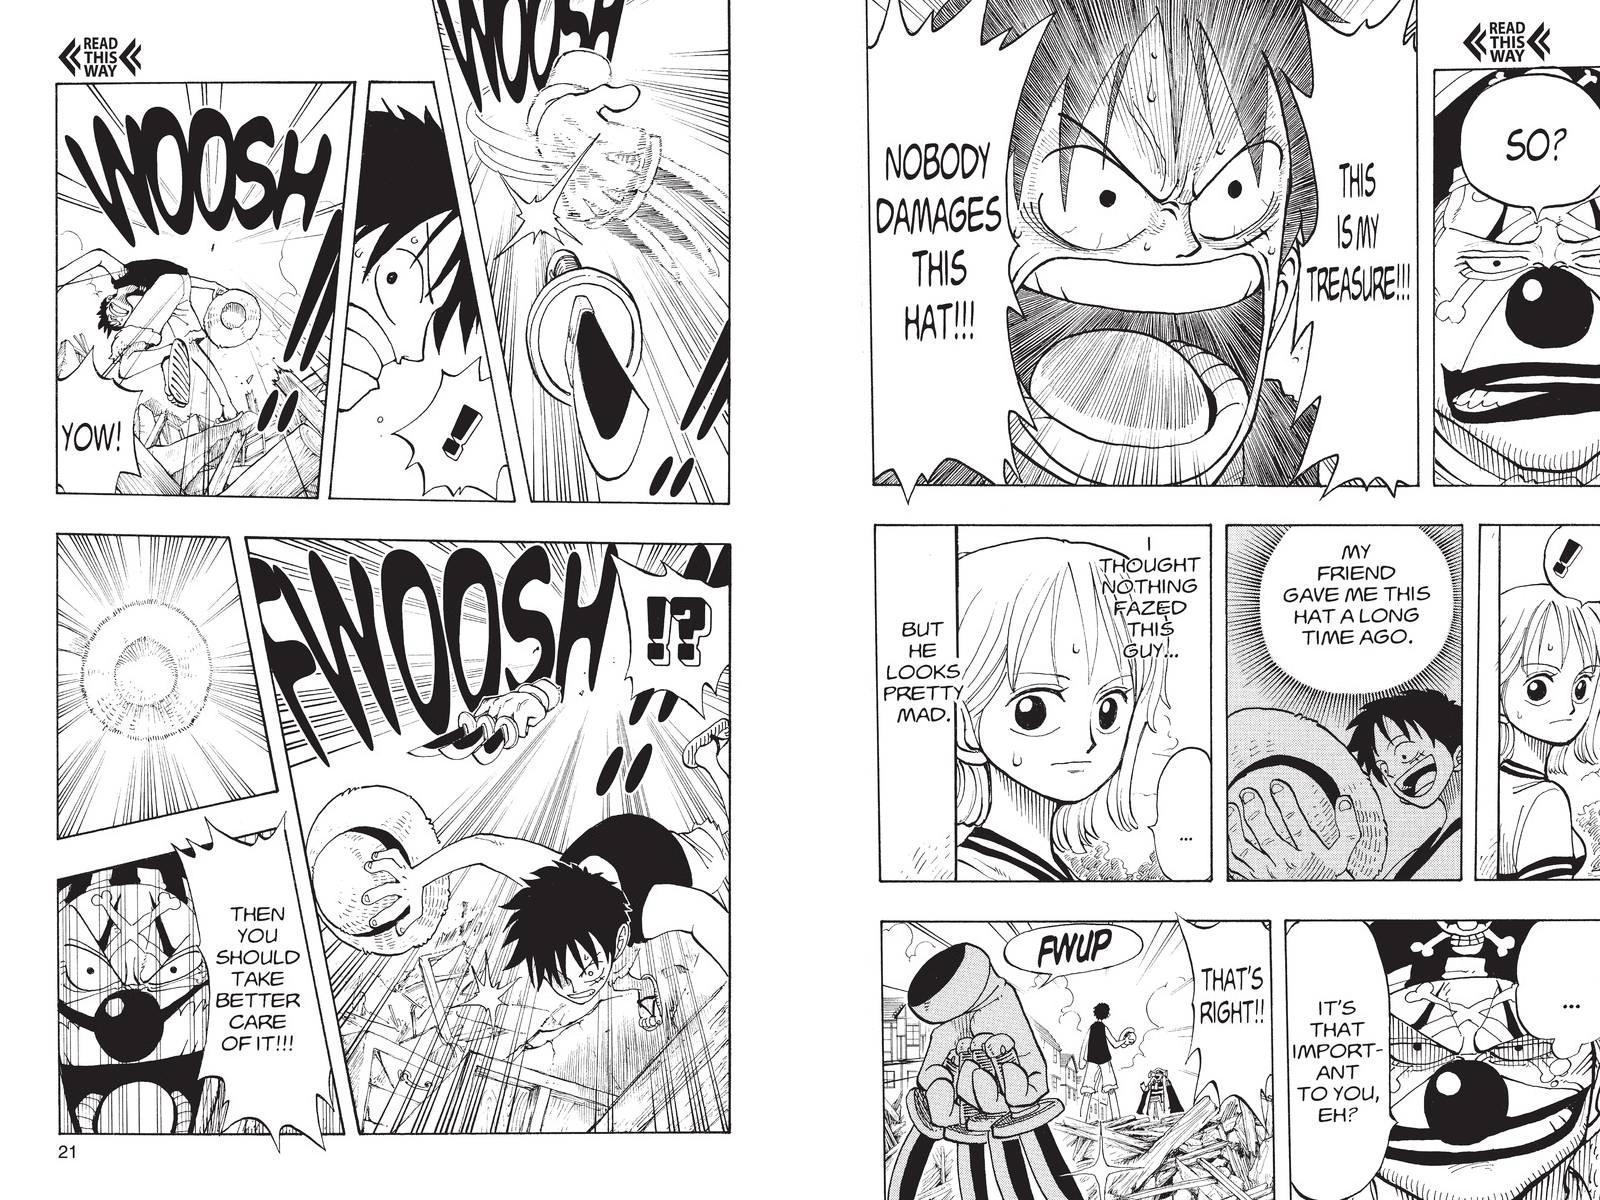 READ
THIS
WAY
SO?
THIS
IS MY
TREASURE!!!
NOBODY
DAMAGES
THIS
HAT!!!
!
MY
FRIEND
GAVE ME THIS
HAT A LONG
TIME AGO.
I
THOUGHT
NOTHING
FAZED
THIS
GUY...
...
BUT
HE
LOOKS
PRETTY
MAD.
...
IT'S
THAT
IMPORT-
ANT
TO YOU,
EH?
THAT'S
RIGHT!!
FWUP
READ
THIS
WAY
WOOSH
!
WOOSH
YOW!
!?
FWOOSH
THEN
YOU
SHOULD
TAKE
BETTER
CARE
OF IT!!!
21